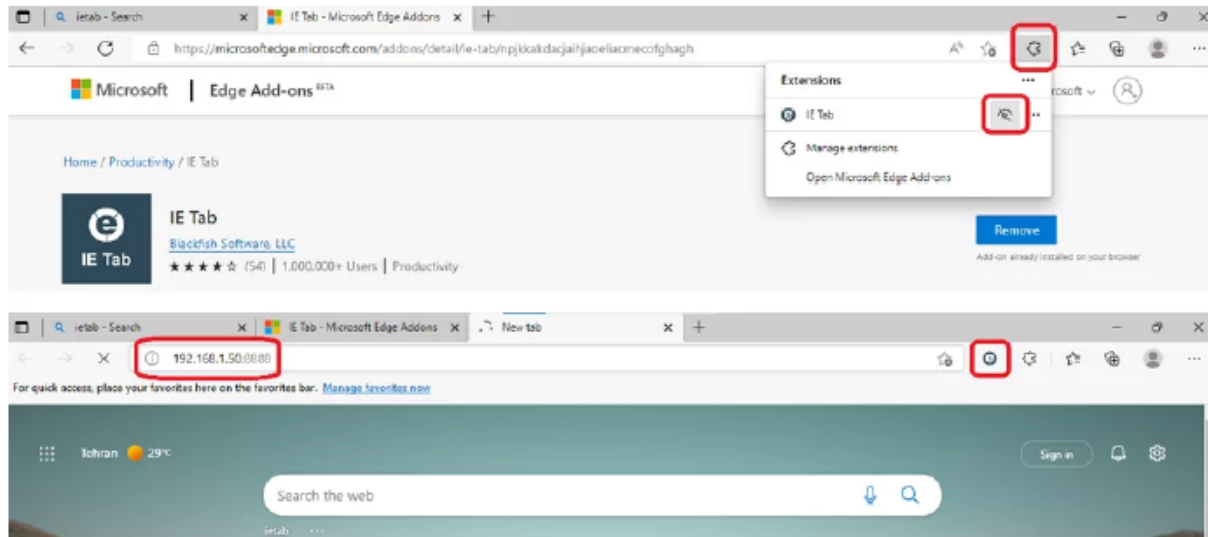 ietab - Search
IE Tab - Microsoft Edge Addons
https://microsoftedge.microsoft.com/addons/detail/ie-tab/npjkkakdacjaihjaoeliacmecofghagh
Microsoft | Edge Add-ons BETA
Extensions
rosoft
IE Tab
Manage extensions
Open Microsoft Edge Add-ons
Home / Productivity / IE Tab
IE Tab
IE Tab
Blackfish Software, LLC
(54) | 1,000,000+ Users | Productivity
Remove
Add-on already installed on your browser
ietab - Search
IE Tab - Microsoft Edge Addons
New tab
192.168.1.50:8888
For quick access, place your favorites here on the favorites bar. Manage favorites now
Tehran 29°C
Sign in
Search the web
ietab